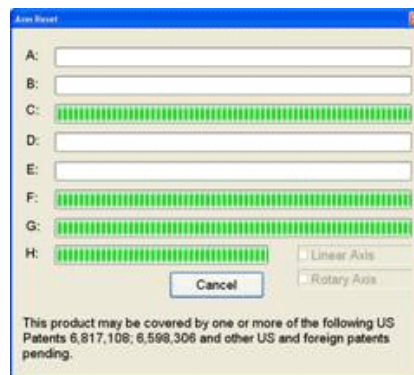 Arm Reset
A:
B:
C:
D:
E:
F:
G:
H:
Linear Axis
Cancel
Rotary Axis
This product may be covered by one or more of the following US
Patents 6,817,108; 6,598,306 and other US and foreign patents
pending.